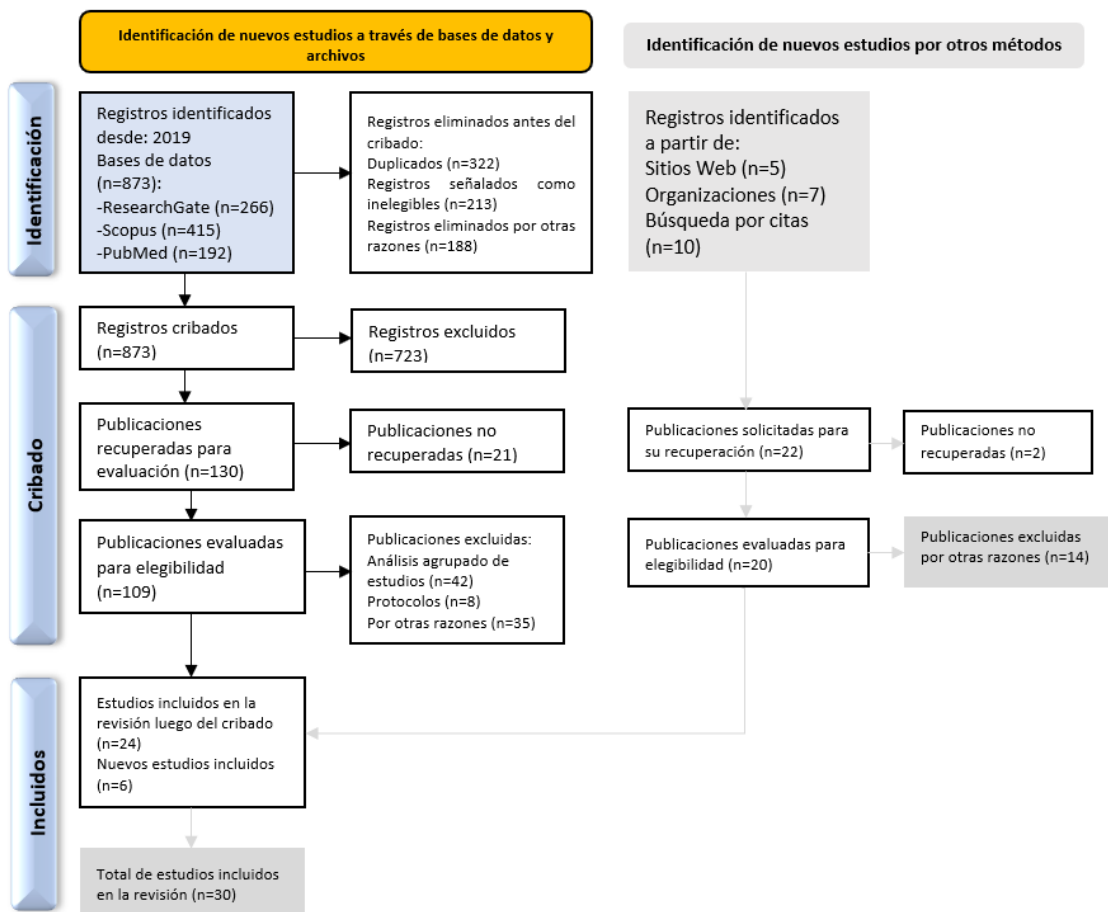 Identificación de nuevos estudios a través de bases de datos y
archivos
Identificación de nuevos estudios por otros métodos
Identificación
Registros identificados
desde: 2019
Bases de datos
(n=873):
-ResearchGate (n=266)
-Scopus (n=415)
-PubMed (n=192)
Registros eliminados antes del
cribado:
Duplicados (n=322)
Registros señalados como
inelegibles (n=213)
Registros eliminados por otras
razones (n=188)
Registros identificados
a partir de:
Sitios Web (n=5)
Organizaciones (n=7)
Búsqueda por citas
(n=10)
Cribado
Registros cribados
(n=873)
Registros excluidos
(n=723)
Publicaciones
recuperadas para
evaluación (n=130)
Publicaciones no
recuperadas (n=21)
Publicaciones solicitadas para
su recuperación (n=22)
Publicaciones no
recuperadas (n=2)
Publicaciones evaluadas
para elegibilidad
(n=109)
Publicaciones excluidas:
Análisis agrupado de
estudios (n=42)
Protocolos (n=8)
Por otras razones (n=35)
Publicaciones evaluadas para
elegibilidad (n=20)
Publicaciones excluidas
por otras razones (n=14)
Incluidos
Estudios incluidos en la
revisión luego del cribado
(n=24)
Nuevos estudios incluidos
(n=6)
Total de estudios incluidos
en la revisión (n=30)